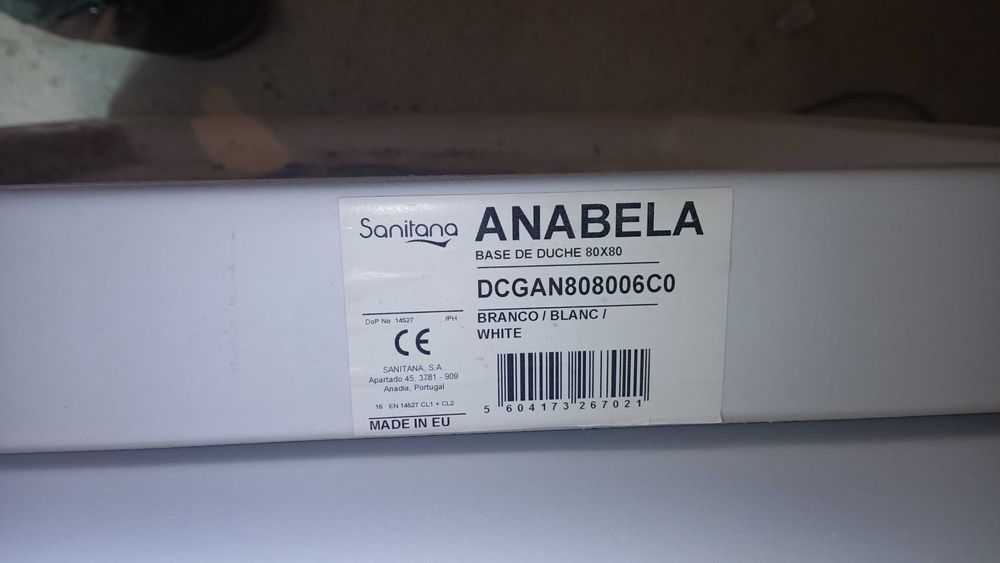 Sanitana
ANABELA
BASE DE DUCHE 80X80
DCGAN808006C0
BRANCO / BLANC /
WHITE
DoP No 14527 /PH
CE
SANITANA, S.A.
Apartado 45, 3781 - 909
Anadia, Portugal
16 EN 14527 CL1 + CL2
MADE IN EU
5 604173 267021